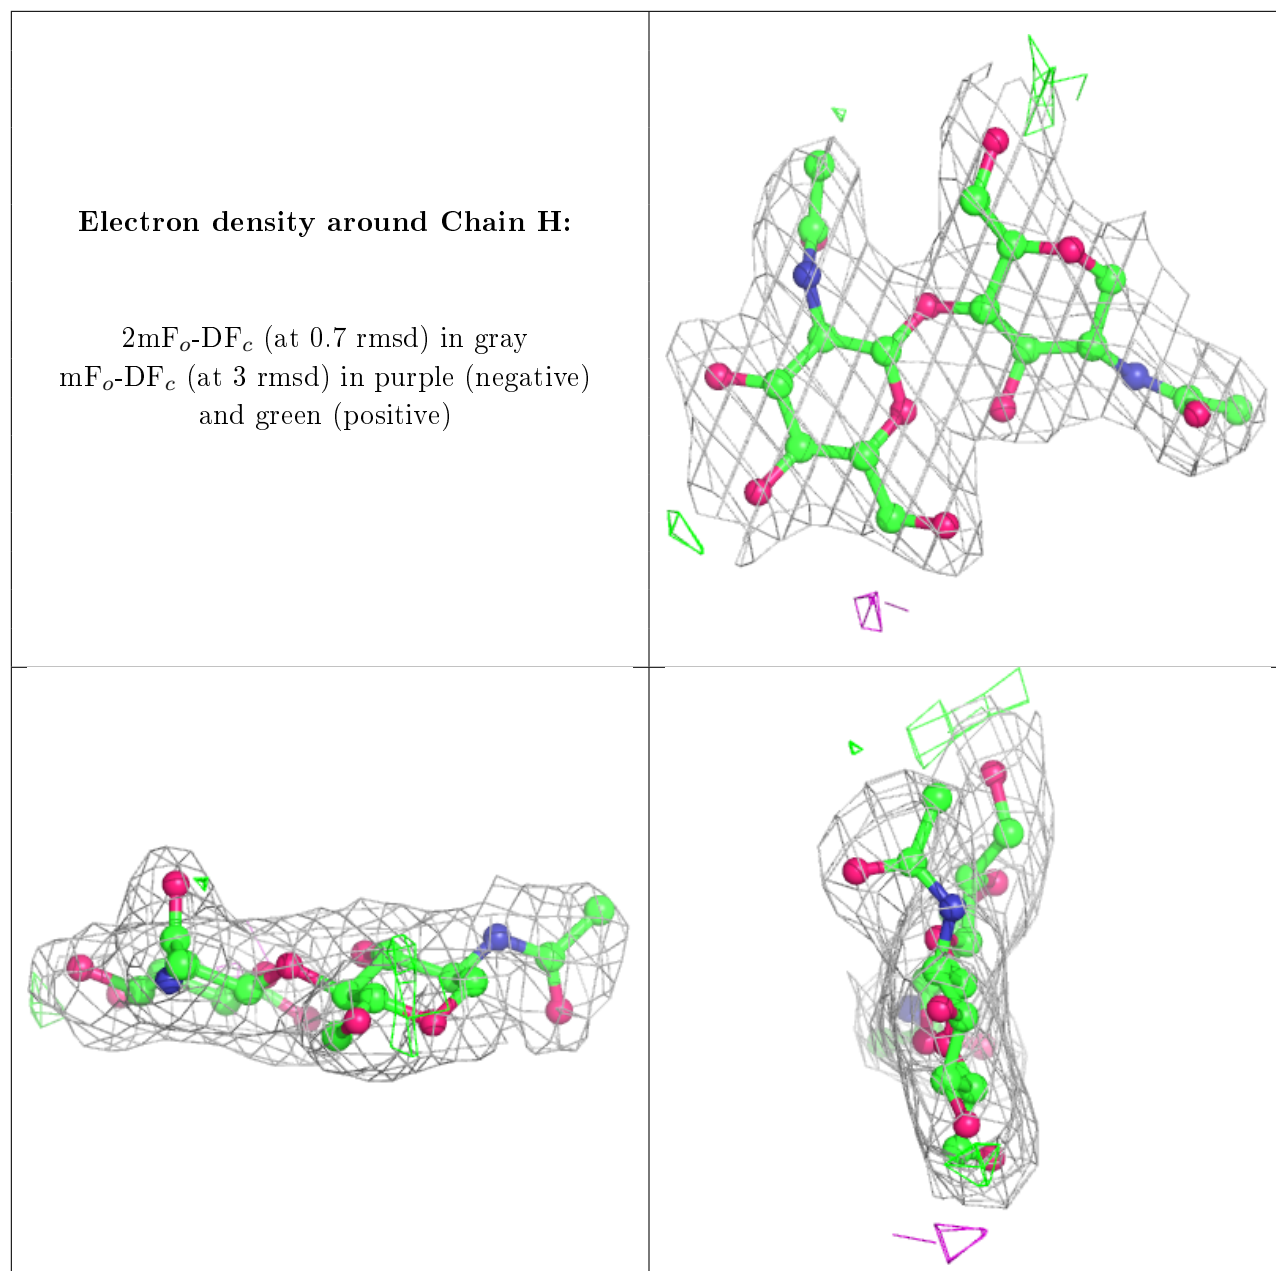 Electron density around Chain H:
2mFo-DFc (at 0.7 rmsd) in gray
mFo-DFc (at 3 rmsd) in purple (negative)
and green (positive)